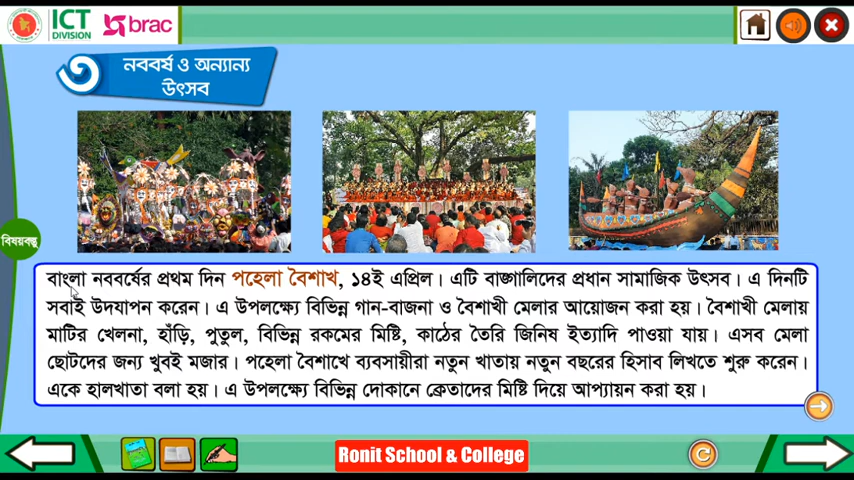 ICT
DIVISION
brac
৩
নববর্ষ ও অন্যান্য
উৎসব
বিষয়বস্তু
বাংলা নববর্ষের প্রথম দিন পহেলা বৈশাখ, ১৪ই এপ্রিল। এটি বাঙালিদের প্রধান সামাজিক উৎসব। এ দিনটি
সবাই উদযাপন করেন। এ উপলক্ষ্যে বিভিন্ন গান-বাজনা ও বৈশাখী মেলার আয়োজন করা হয়। বৈশাখী মেলায়
মাটির খেলনা, হাঁড়ি, পুতুল, বিভিন্ন রকমের মিষ্টি, কাঠের তৈরি জিনিষ ইত্যাদি পাওয়া যায়। এসব মেলা
ছোটদের জন্য খুবই মজার। পহেলা বৈশাখে ব্যবসায়ীরা নতুন খাতায় নতুন বছরের হিসাব লিখতে শুরু করেন।
একে হালখাতা বলা হয়। এ উপলক্ষ্যে বিভিন্ন দোকানে ক্রেতাদের মিষ্টি দিয়ে আপ্যায়ন করা হয়।
Ronit School & College